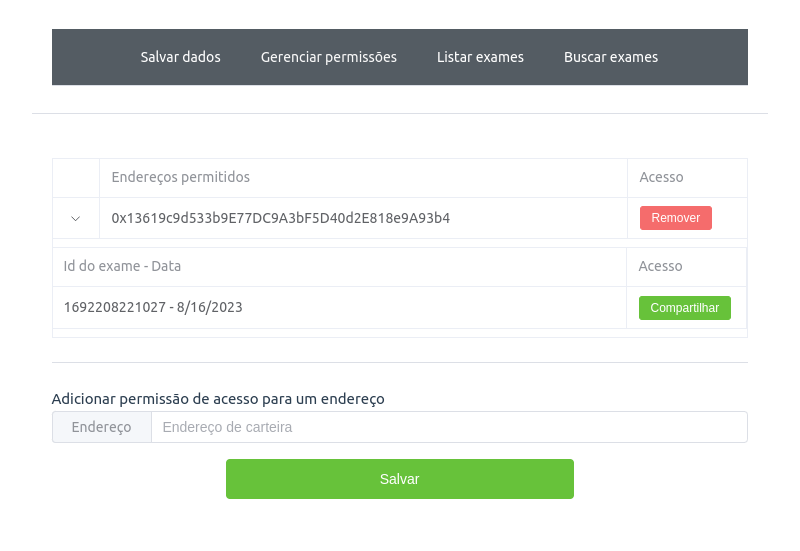 Salvar dados Gerenciar permissões Listar exames Buscar exames
Endereços permitidos Acesso
0x13619c9d533b9E77DC9A3bF5D40d2E818e9A93b4 Remover
Id do exame - Data Acesso
1692208221027 - 8/16/2023 Compartilhar
Adicionar permissão de acesso para um endereço
Endereço Endereço de carteira
Salvar